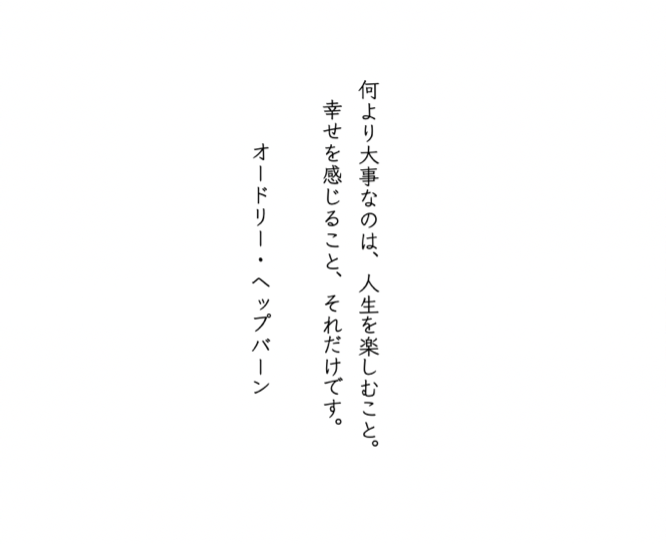 何より大事なのは、人生を楽しむこと。
幸せを感じること、それだけです。
オードリー・ヘップバーン